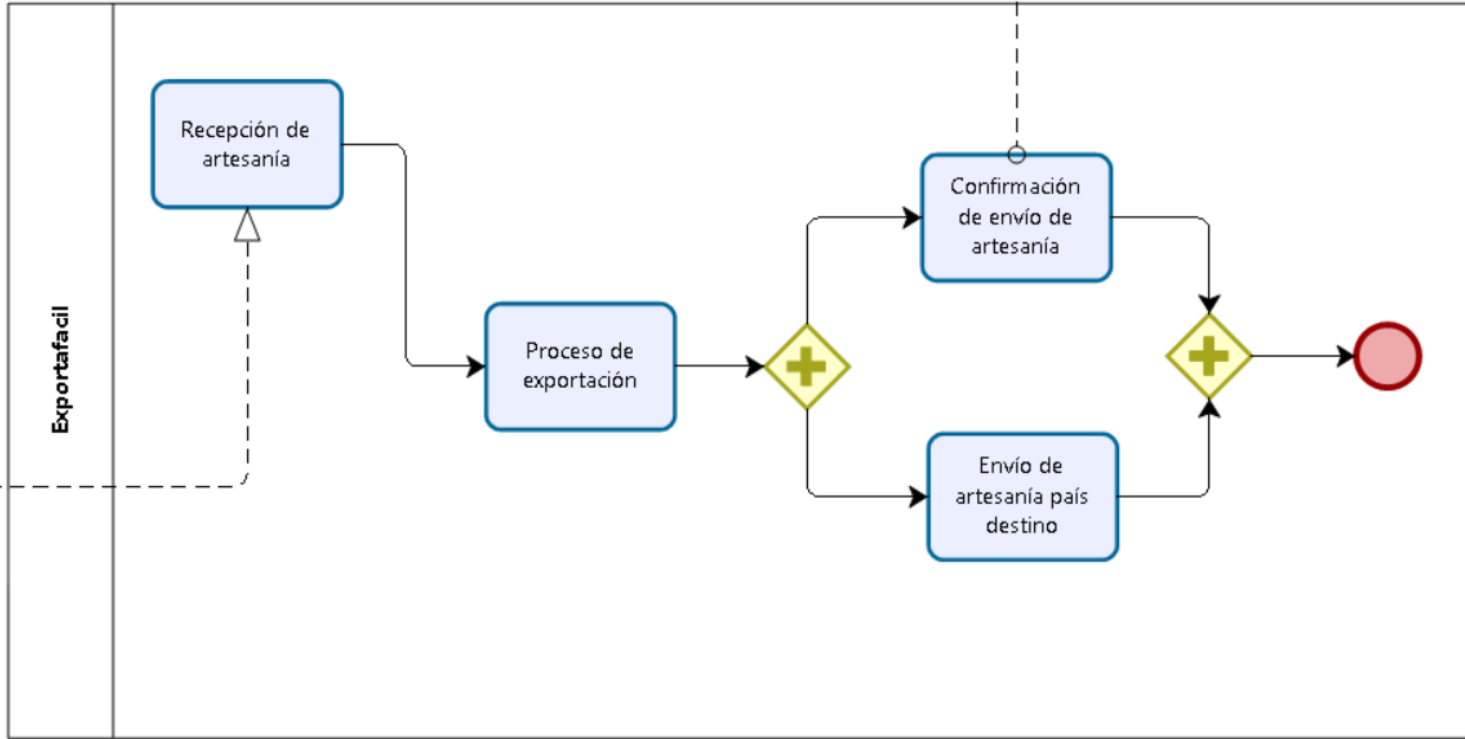 Exportafacil
Recepción de
artesanía
Proceso de
exportación
Confirmación
de envío de
artesanía
Envío de
artesanía país
destino